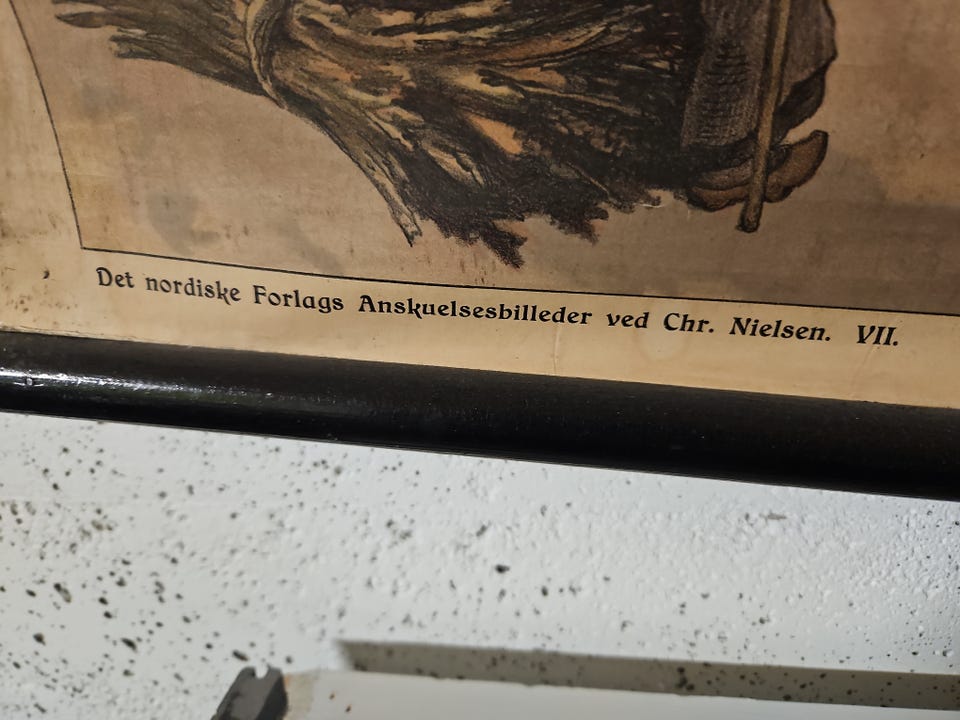 Det nordiske Forlags Anskuelsesbilleder ved Chr. Nielsen. VII.